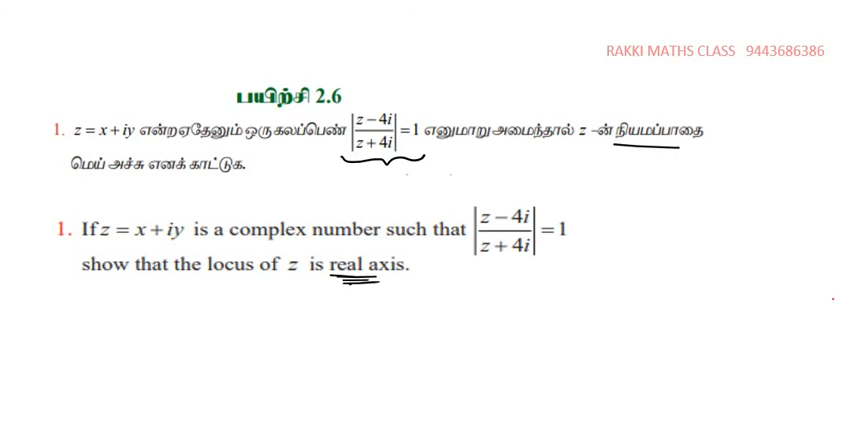 RAKKI MATHS CLASS 9443686386
பயிற்சி 2.6
1. z = x + iy என்ற ஏதேனும் ஒரு கலப்பெண் |z − 4i / z + 4i| = 1 எனுமாறு அமைந்தால் z -ன் நியமப்பாதை
மெய் அச்சு எனக் காட்டுக.
1. If z = x + iy is a complex number such that |z − 4i / z + 4i| = 1
show that the locus of z is real axis.